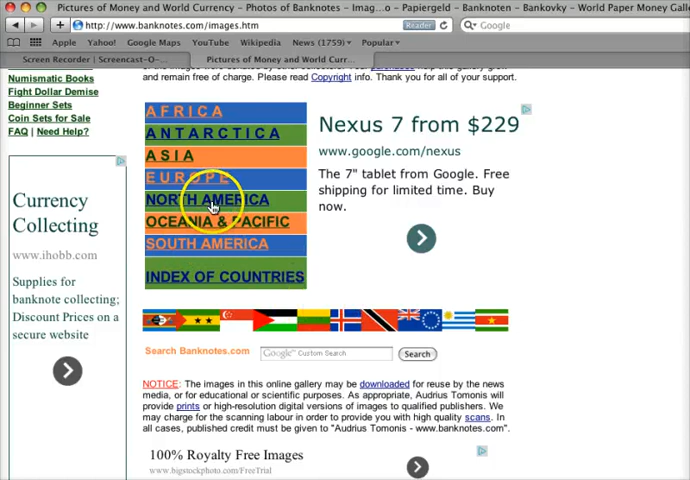 Pictures of Money and World Currency – Photos of Banknotes – Imag...o – Papiergeld – Banknoten – Bankovky – World Paper Money Galle
http://www.banknotes.com/images.htm
Reader
Google
Apple Yahoo! Google Maps YouTube Wikipedia News (1759) Popular
Screen Recorder | Screencast-O-...
Pictures of Money and World Curr...
and remain free of charge. Please read Copyright info. Thank you for all of your support.
Numismatic Books
Fight Dollar Demise
Beginner Sets
Coin Sets for Sale
FAQ | Need Help?
AFRICA
ANTARCTICA
ASIA
EUROPE
NORTH AMERICA
OCEANIA & PACIFIC
SOUTH AMERICA
INDEX OF COUNTRIES
Nexus 7 from $229
www.google.com/nexus
The 7" tablet from Google. Free
shipping for limited time. Buy
now.
Currency
Collecting
www.ihobb.com
Supplies for
banknote collecting;
Discount Prices on a
secure website
Search Banknotes.com
Google™ Custom Search
Search
NOTICE: The images in this online gallery may be downloaded for reuse by the news
media, or for educational or scientific purposes. As appropriate, Audrius Tomonis will
provide prints or high-resolution digital versions of images to qualified publishers. We
may charge for the scanning labour in order to provide you with high quality scans. In
all cases, published credit must be given to "Audrius Tomonis - www.banknotes.com".
100% Royalty Free Images
www.bigstockphoto.com/FreeTrial